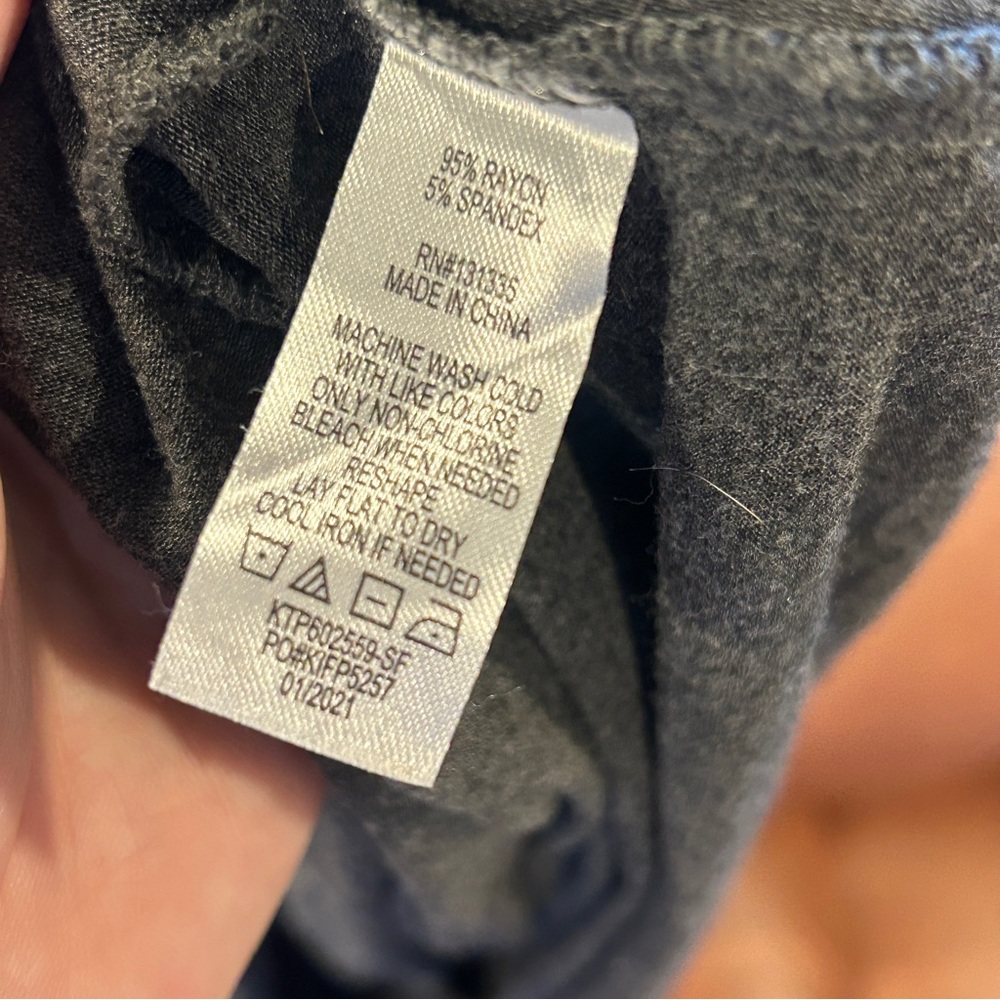 95% RAYON
5% SPANDEX
RN#131335
MADE IN CHINA
MACHINE WASH COLD
WITH LIKE COLORS
ONLY NON-CHLORINE
BLEACH WHEN NEEDED
RESHAPE
LAY FLAT TO DRY
COOL IRON IF NEEDED
KTP602559-SF
PO#KIFP5257
01/2021